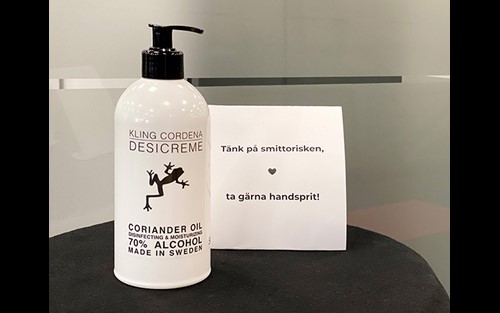 KLING CORDENA
DESICREME
CORIANDER OIL
DISINFECTING & MOISTURIZING
70% ALCOHOL
MADE IN SWEDEN
Tänk på smittorisken,
ta gärna handsprit!